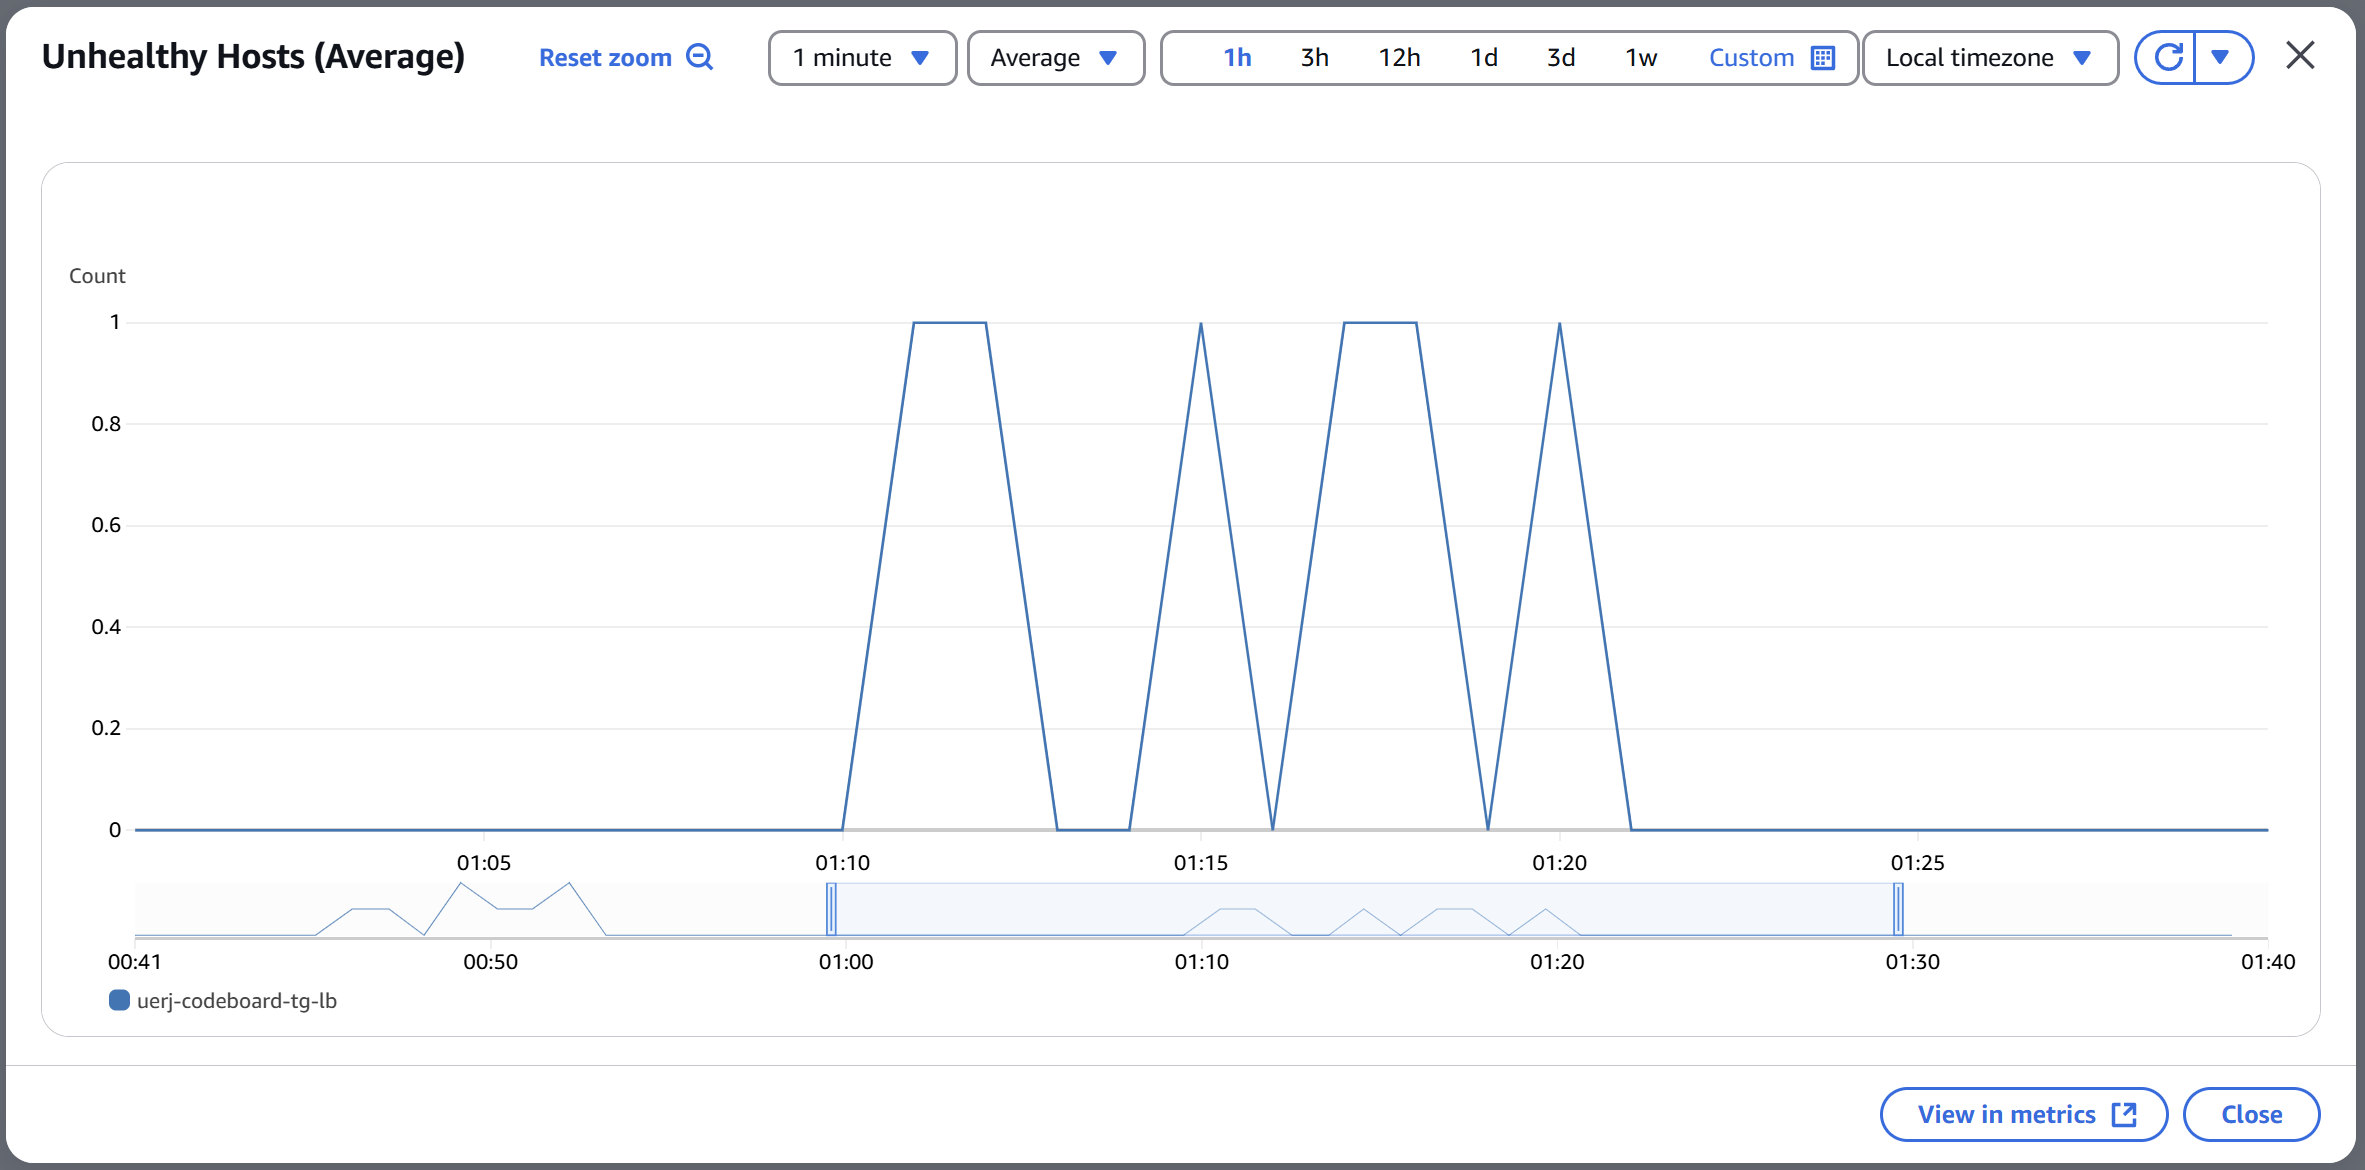 Unhealthy Hosts (Average) Reset zoom 1 minute Average 1h 3h 12h 1d 3d 1w Custom Local timezone
Count
1
0.8
0.6
0.4
0.2
0
01:05 01:10 01:15 01:20 01:25
00:41 00:50 01:00 01:10 01:20 01:30 01:40
uerj-codeboard-tg-lb
View in metrics Close